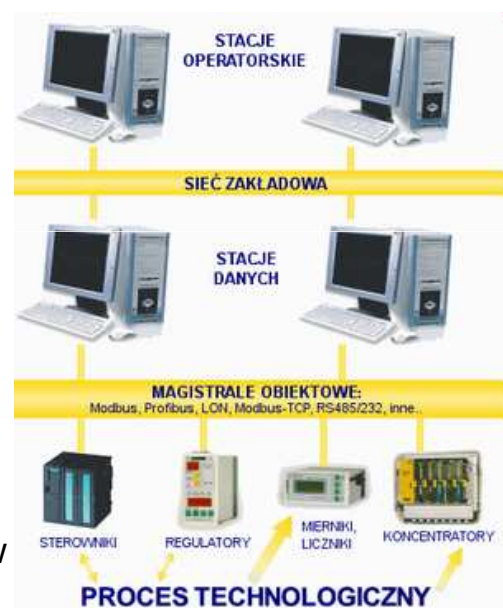 STACJE
OPERATORSKIE
SIEĆ ZAKŁADOWA
STACJE
DANYCH
MAGISTRALE OBIEKTOWE:
Modbus, Profibus, LON, Modbus-TCP, RS485/232, inne..
STEROWNIKI
REGULATORY
MIERNIKI,
LICZNIKI
KONCENTRATORY
PROCES TECHNOLOGICZNY